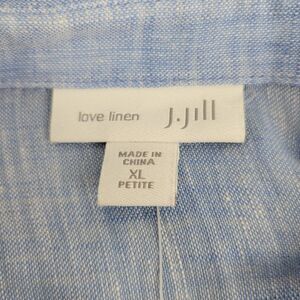 love linen J.Jill
MADE IN
CHINA
XL
PETITE